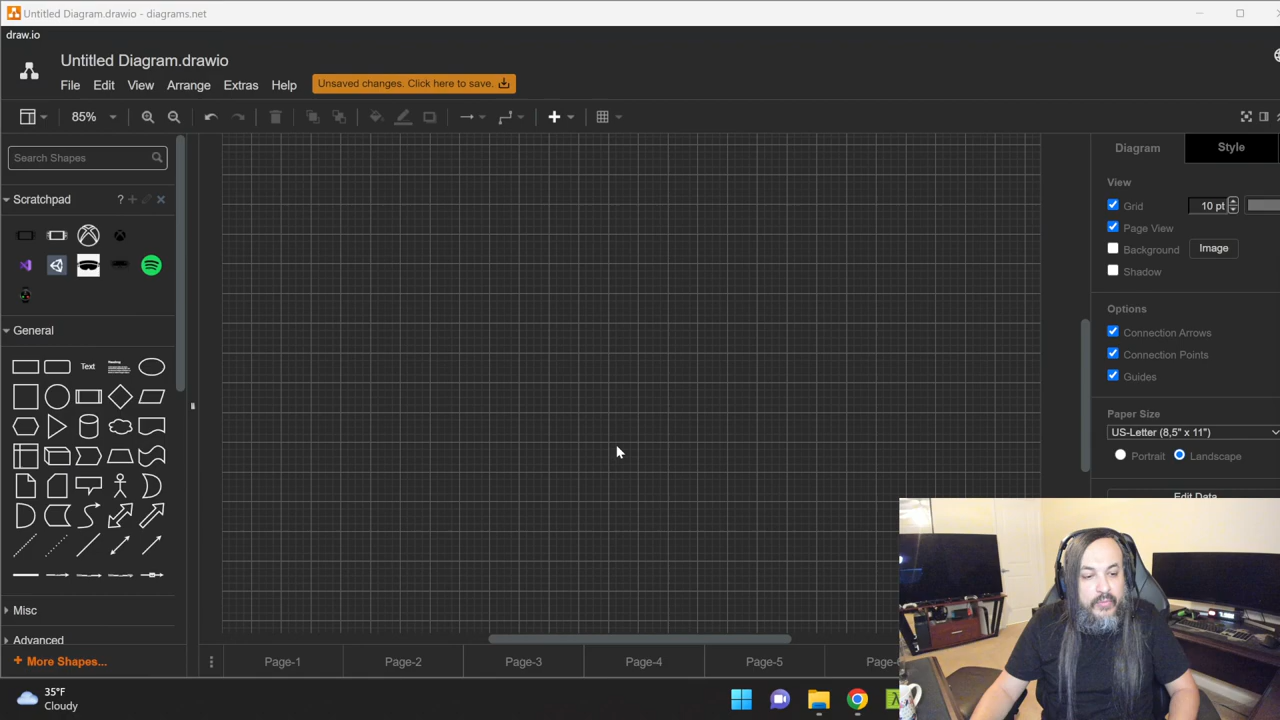 Untitled Diagram.drawio - diagrams.net
draw.io
Untitled Diagram.drawio
File Edit View Arrange Extras Help
Unsaved changes. Click here to save.
85%
Search Shapes
Diagram Style
View
Scratchpad ?
Grid 10 pt
Page View
Background Image
Shadow
General
Options
Connection Arrows
Text
Connection Points
Guides
Paper Size
US-Letter (8,5" x 11")
Portrait Landscape
Edit Data
Misc
Advanced
+ More Shapes...
Page-1 Page-2 Page-3 Page-4 Page-5
35°F
Cloudy